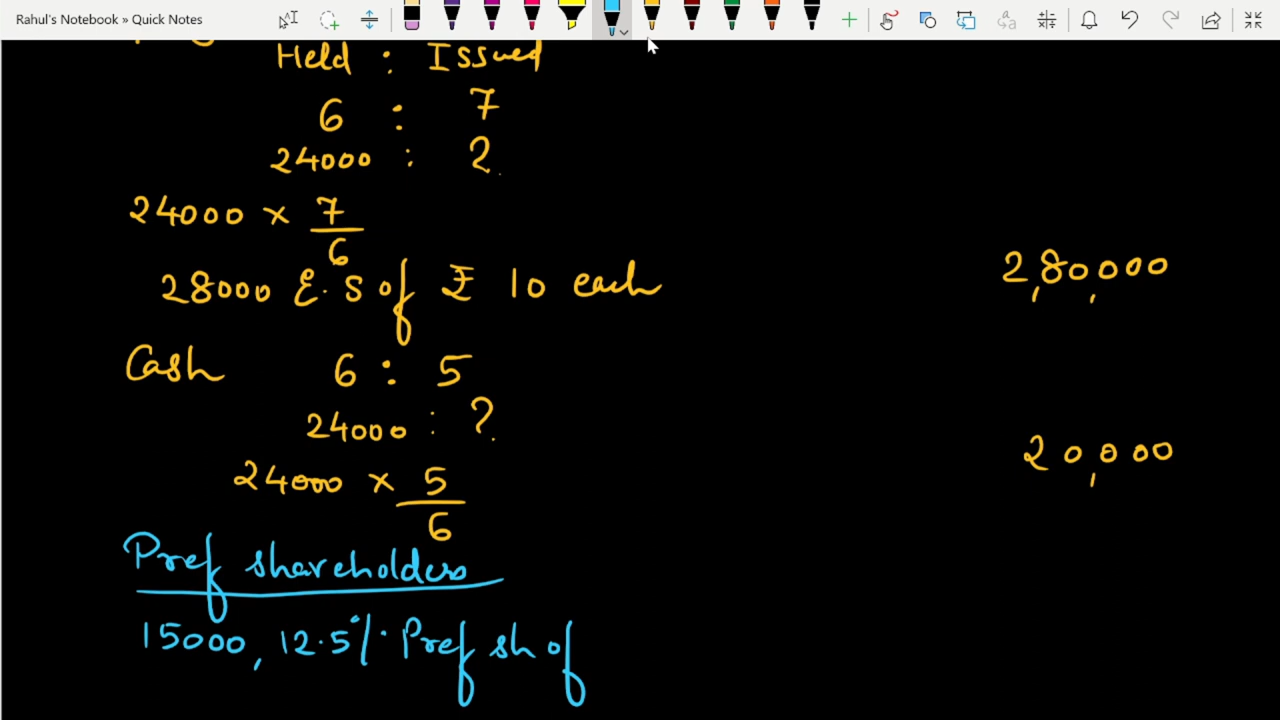 Rahul's Notebook » Quick Notes
Held : Issued
6 : 7
24000 : ?
24000 × 7/6
28000 E.S of ₹ 10 each 2,80,000
Cash 6 : 5
24000 : ?
24000 × 5/6 20,000
Pref shareholders
15000, 12.5% Pref sh of